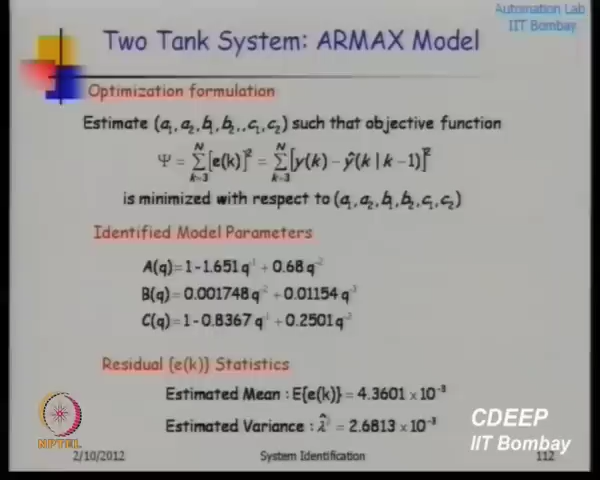 Automation Lab
IIT Bombay
Two Tank System: ARMAX Model
Optimization formulation
Estimate (a₁,a₂,b₁,b₂,,c₁,c₂) such that objective function
Ψ = Σ_{k=3}^{N} [e(k)]² = Σ_{k=3}^{N} [y(k) − ŷ(k | k−1)]²
is minimized with respect to (a₁,a₂,b₁,b₂,c₁,c₂)
Identified Model Parameters
A(q) = 1 - 1.651 q⁻¹ + 0.68 q⁻²
B(q) = 0.001748 q⁻² + 0.01154 q⁻³
C(q) = 1 - 0.8367 q⁻¹ + 0.2501 q⁻²
Residual {e(k)} Statistics
Estimated Mean : E{e(k)} = 4.3601 × 10⁻³
Estimated Variance : λ̂² = 2.6813 × 10⁻³
NPTEL
CDEEP
IIT Bombay
2/10/2012 System Identification 112